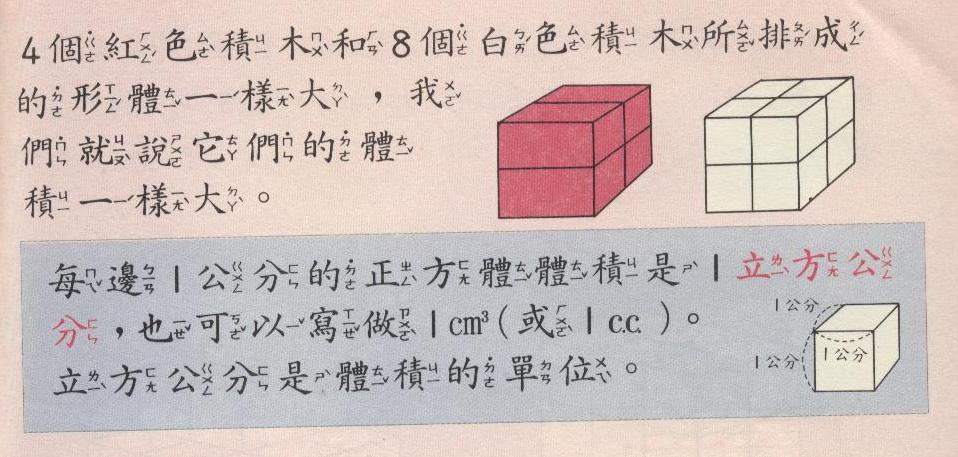 4個紅色積木和8個白色積木所排成
的形體一樣大，我
們就說它們的體
積一樣大。
每邊1公分的正方體體積是1立方公
分，也可以寫做1cm³（或1c.c.）。
立方公分是體積的單位。
1公分
1公分
1公分